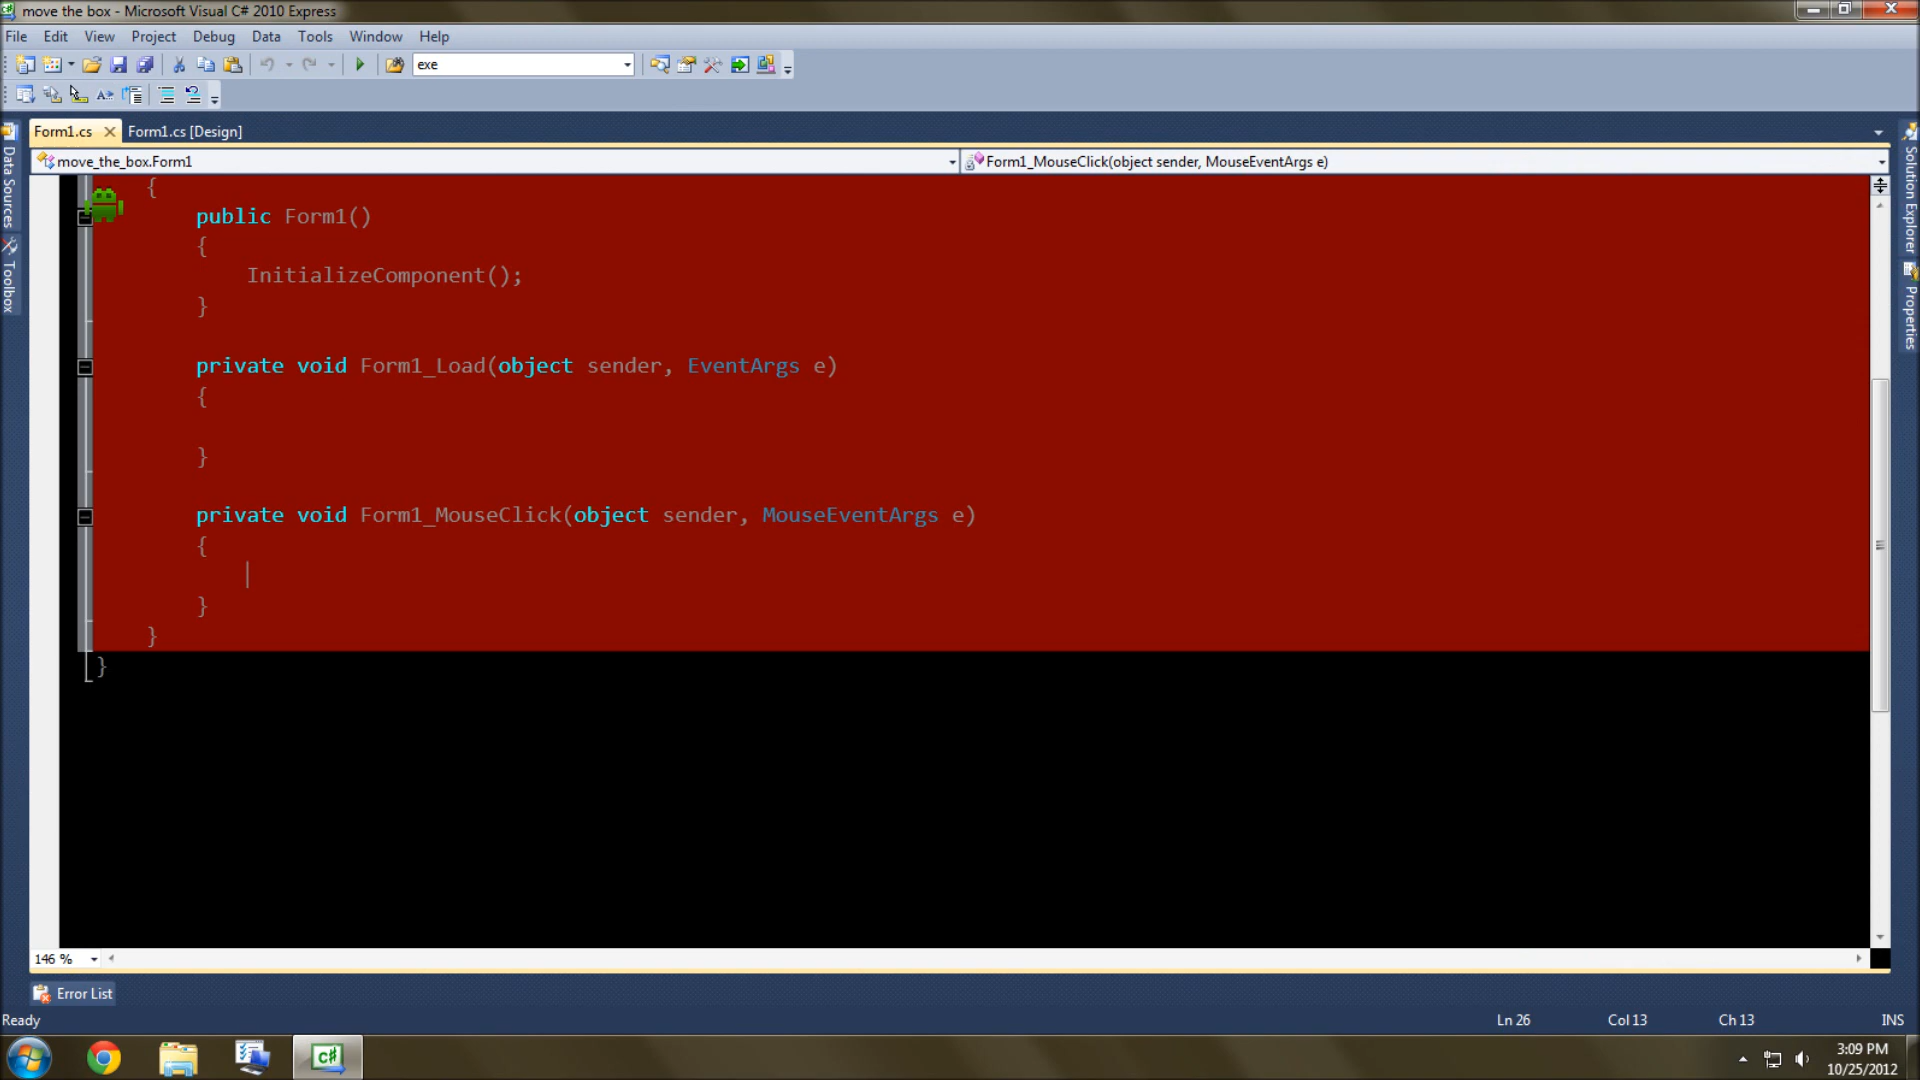 move the box - Microsoft Visual C# 2010 Express
File Edit View Project Debug Data Tools Window Help
exe
Form1.cs Form1.cs [Design]
move_the_box.Form1 Form1_MouseClick(object sender, MouseEventArgs e)
Data Sources
Toolbox
Solution Explorer
Properties
{
public Form1()
{
InitializeComponent();
}
private void Form1_Load(object sender, EventArgs e)
{
}
private void Form1_MouseClick(object sender, MouseEventArgs e)
{
}
}
}
146 %
Error List
Ready Ln 26 Col 13 Ch 13 INS
C#
3:09 PM
10/25/2012